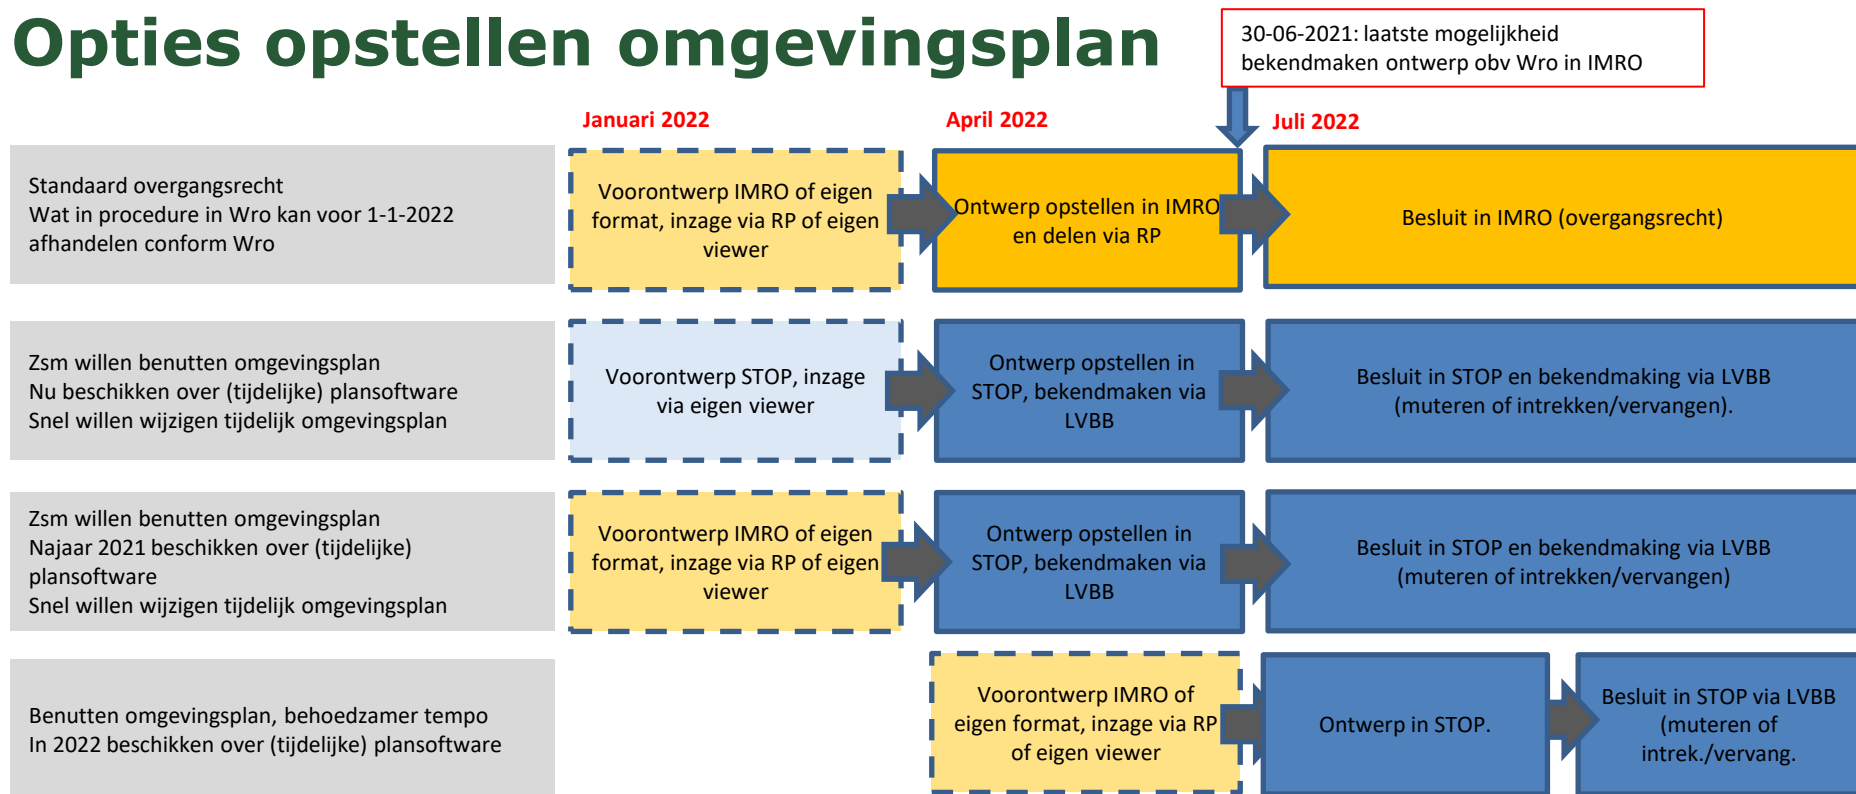 Opties opstellen omgevingsplan
30-06-2021: laatste mogelijkheid
bekendmaken ontwerp obv Wro in IMRO
Januari 2022
April 2022
Juli 2022
Standaard overgangsrecht
Wat in procedure in Wro kan voor 1-1-2022
afhandelen conform Wro
Voorontwerp IMRO of eigen
format, inzage via RP of eigen
viewer
Ontwerp opstellen in IMRO
en delen via RP
Besluit in IMRO (overgangsrecht)
Zsm willen benutten omgevingsplan
Nu beschikken over (tijdelijke) plansoftware
Snel willen wijzigen tijdelijk omgevingsplan
Voorontwerp STOP, inzage
via eigen viewer
Ontwerp opstellen in
STOP, bekendmaken via
LVBB
Besluit in STOP en bekendmaking via LVBB
(muteren of intrekken/vervangen).
Zsm willen benutten omgevingsplan
Najaar 2021 beschikken over (tijdelijke)
plansoftware
Snel willen wijzigen tijdelijk omgevingsplan
Voorontwerp IMRO of eigen
format, inzage via RP of eigen
viewer
Ontwerp opstellen in
STOP, bekendmaken via
LVBB
Besluit in STOP en bekendmaking via LVBB
(muteren of intrekken/vervangen)
Benutten omgevingsplan, behoedzamer tempo
In 2022 beschikken over (tijdelijke) plansoftware
Voorontwerp IMRO of
eigen format, inzage via RP
of eigen viewer
Ontwerp in STOP.
Besluit in STOP via LVBB
(muteren of
intrek./vervang.